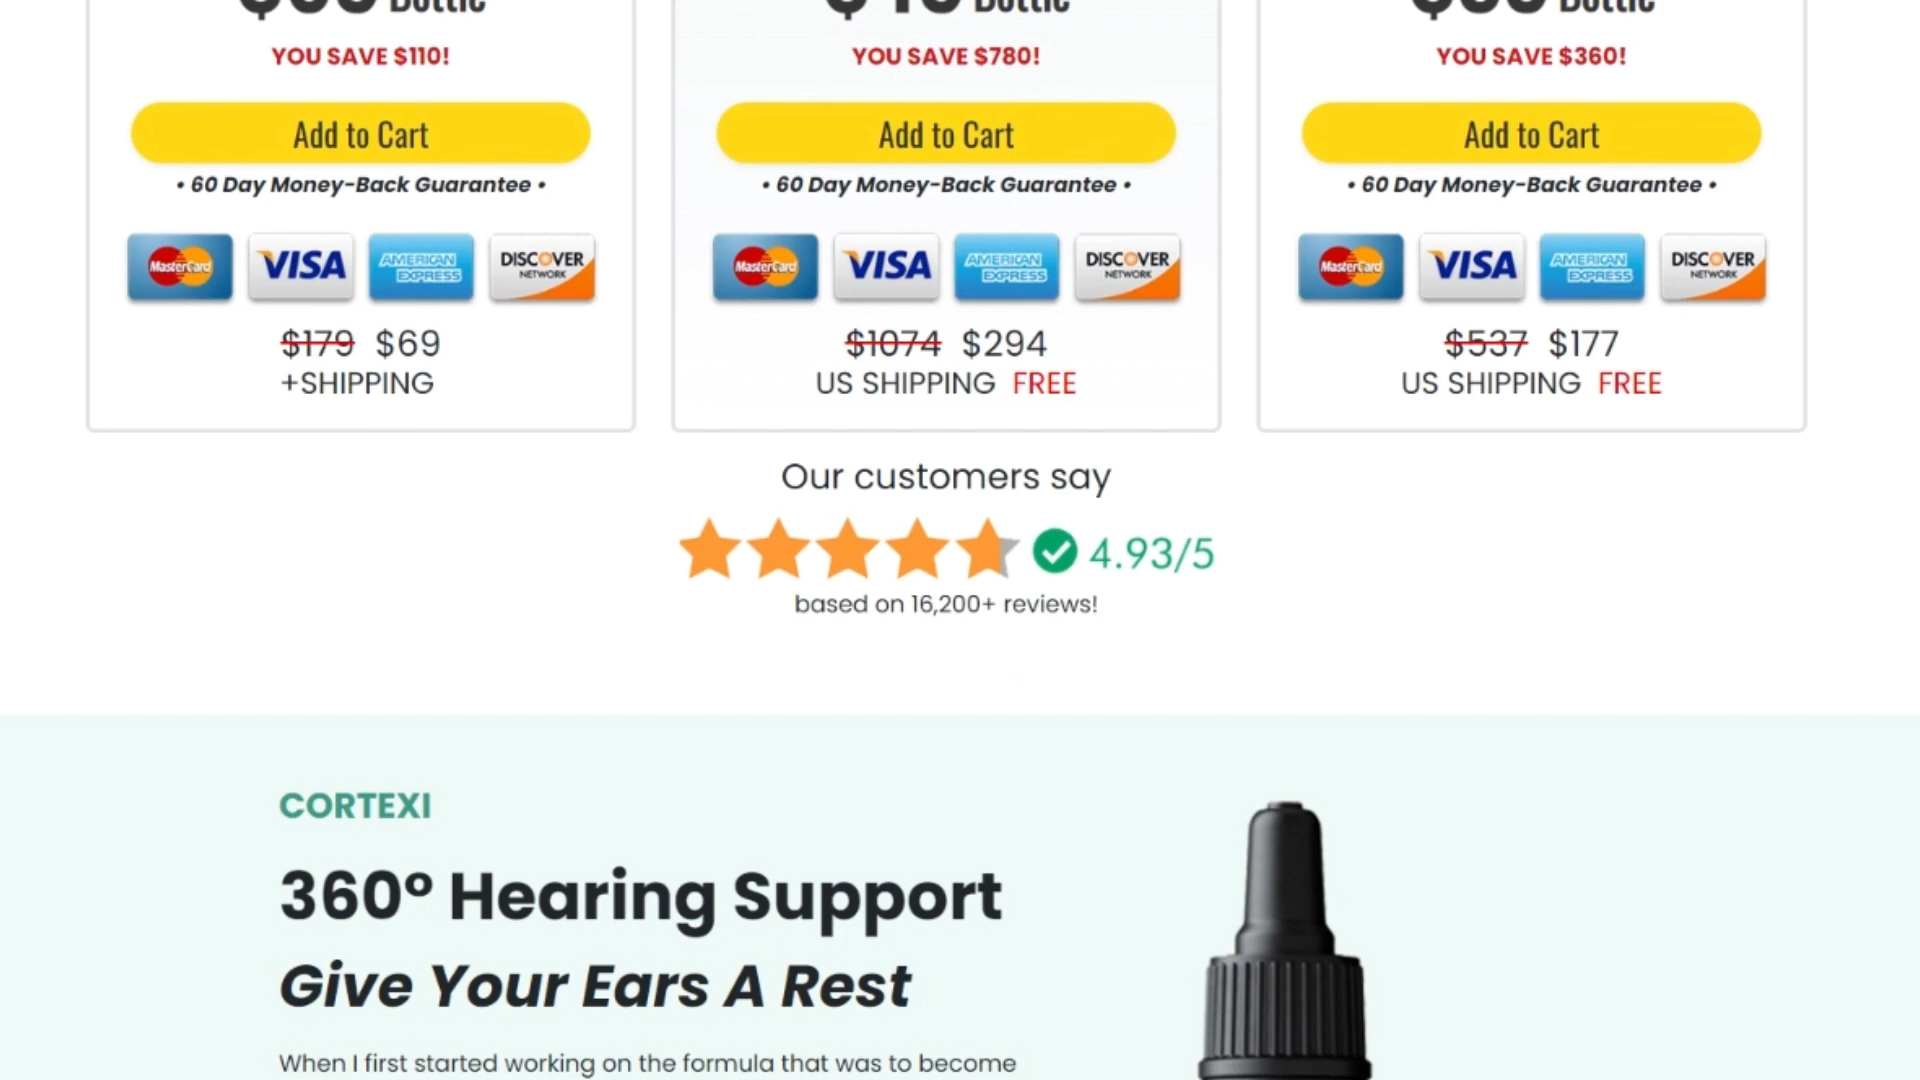 Bottle
Bottle
Bottle
YOU SAVE $110!
YOU SAVE $780!
YOU SAVE $360!
Add to Cart
Add to Cart
Add to Cart
• 60 Day Money-Back Guarantee •
• 60 Day Money-Back Guarantee •
• 60 Day Money-Back Guarantee •
MasterCard VISA AMERICAN EXPRESS DISCOVER NETWORK
MasterCard VISA AMERICAN EXPRESS DISCOVER NETWORK
MasterCard VISA AMERICAN EXPRESS DISCOVER NETWORK
$179 $69
+SHIPPING
$1074 $294
US SHIPPING FREE
$537 $177
US SHIPPING FREE
Our customers say
4.93/5
based on 16,200+ reviews!
CORTEXI
360° Hearing Support
Give Your Ears A Rest
When I first started working on the formula that was to become